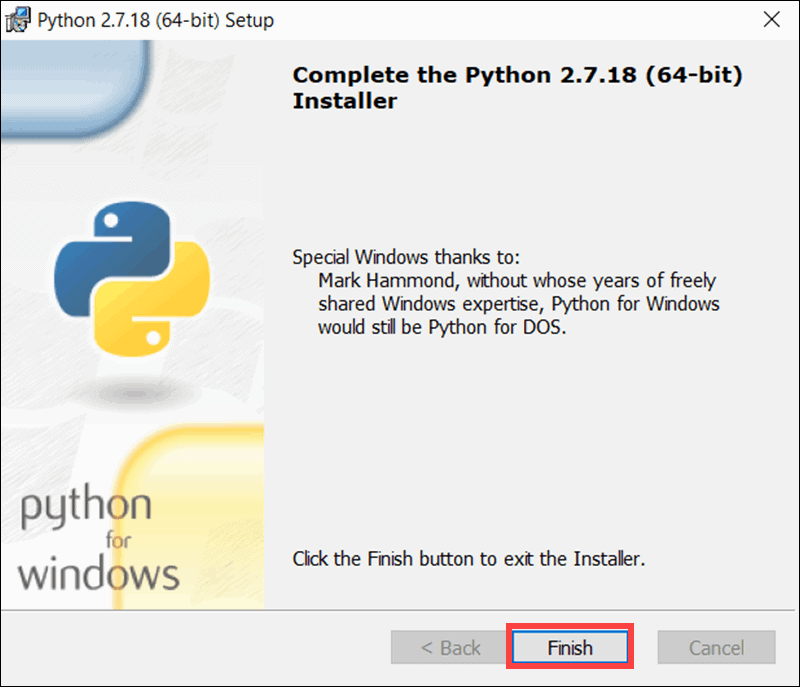 Python 2.7.18 (64-bit) Setup
Complete the Python 2.7.18 (64-bit)
Installer
Special Windows thanks to:
Mark Hammond, without whose years of freely
shared Windows expertise, Python for Windows
would still be Python for DOS.
python
for
windows
Click the Finish button to exit the Installer.
< Back
Finish
Cancel